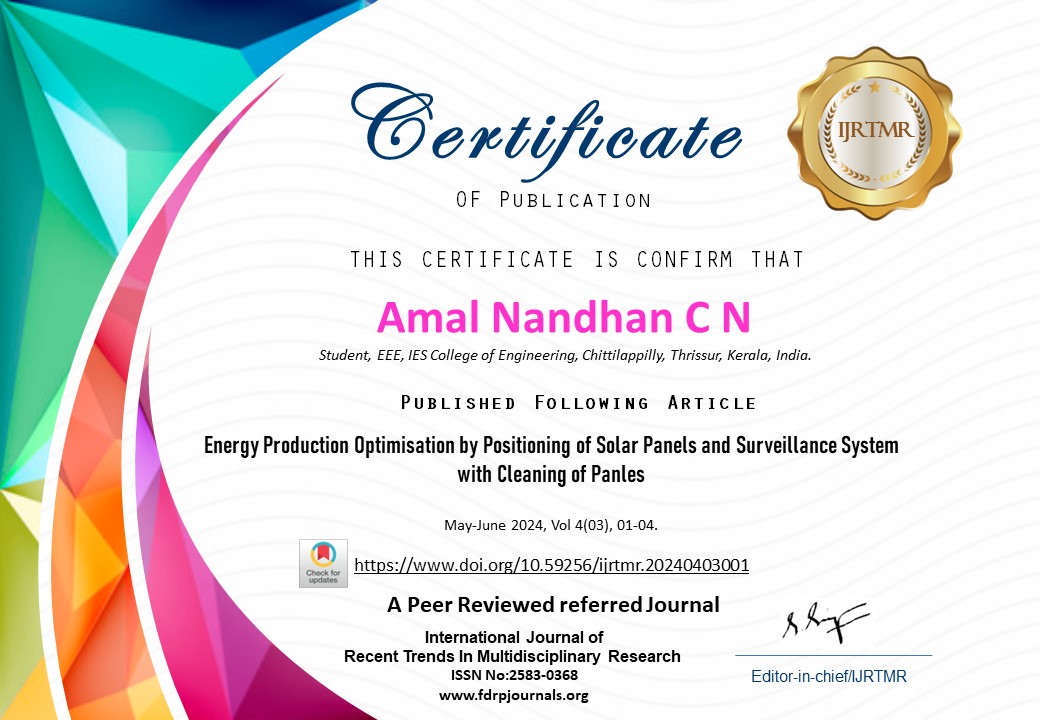 Certificate
IJRTMR
OF PUBLICATION
THIS CERTIFICATE IS CONFIRM THAT
Amal Nandhan C N
Student, EEE, IES College of Engineering, Chittilappilly, Thrissur, Kerala, India.
PUBLISHED FOLLOWING ARTICLE
Energy Production Optimisation by Positioning of Solar Panels and Surveillance System
with Cleaning of Panles
May-June 2024, Vol 4(03), 01-04.
Check for
updates
https://www.doi.org/10.59256/ijrtmr.20240403001
A Peer Reviewed referred Journal
International Journal of
Recent Trends In Multidisciplinary Research
ISSN No:2583-0368
www.fdrpjournals.org
Editor-in-chief/IJRTMR